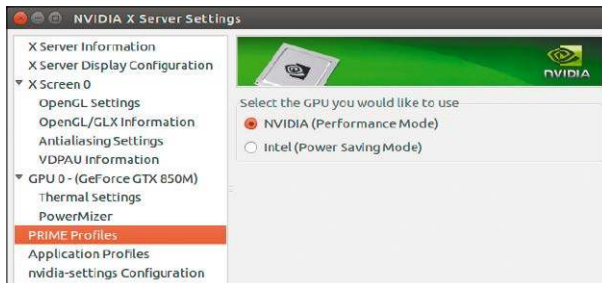 NVIDIA X Server Settings
X Server Information
X Server Display Configuration
X Screen 0
OpenGL Settings
OpenGL/GLX Information
Antialiasing Settings
VDPAU Information
GPU 0 - (GeForce GTX 850M)
Thermal Settings
PowerMizer
PRIME Profiles
Application Profiles
nvidia-settings Configuration
NVIDIA
Select the GPU you would like to use
NVIDIA (Performance Mode)
Intel (Power Saving Mode)